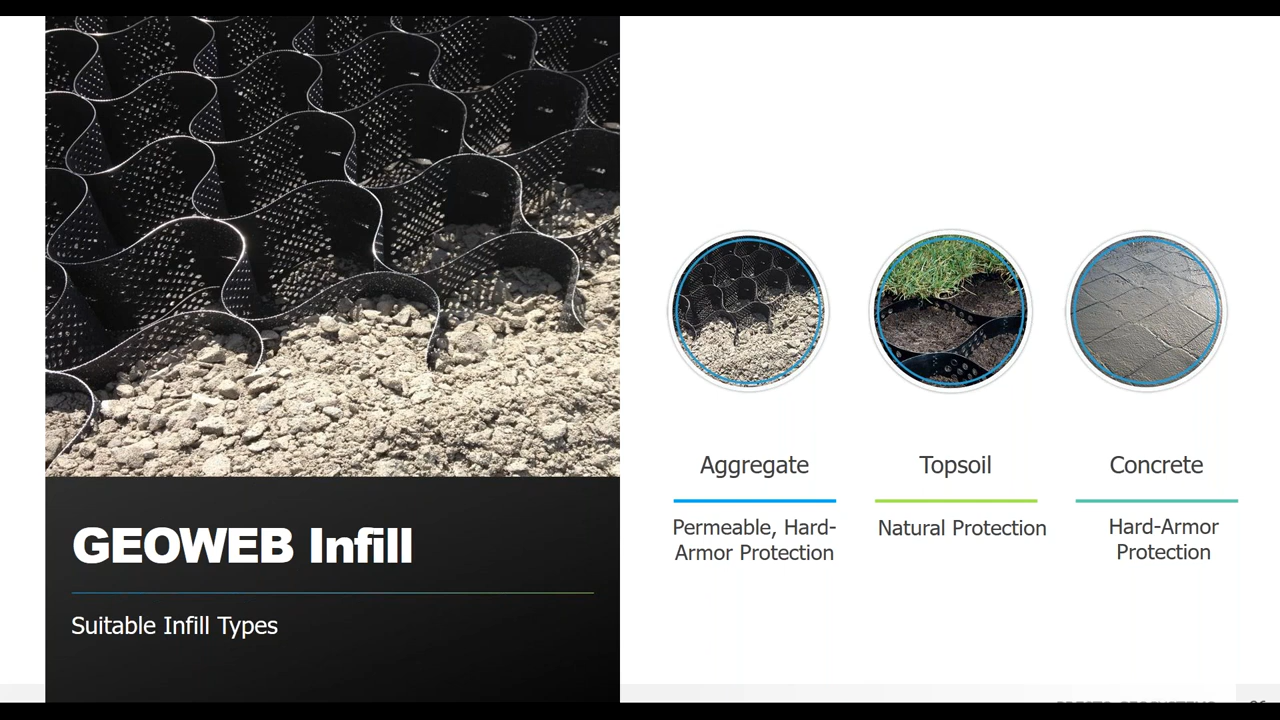 GEOWEB Infill
Suitable Infill Types
Aggregate
Permeable, Hard-
Armor Protection
Topsoil
Natural Protection
Concrete
Hard-Armor
Protection